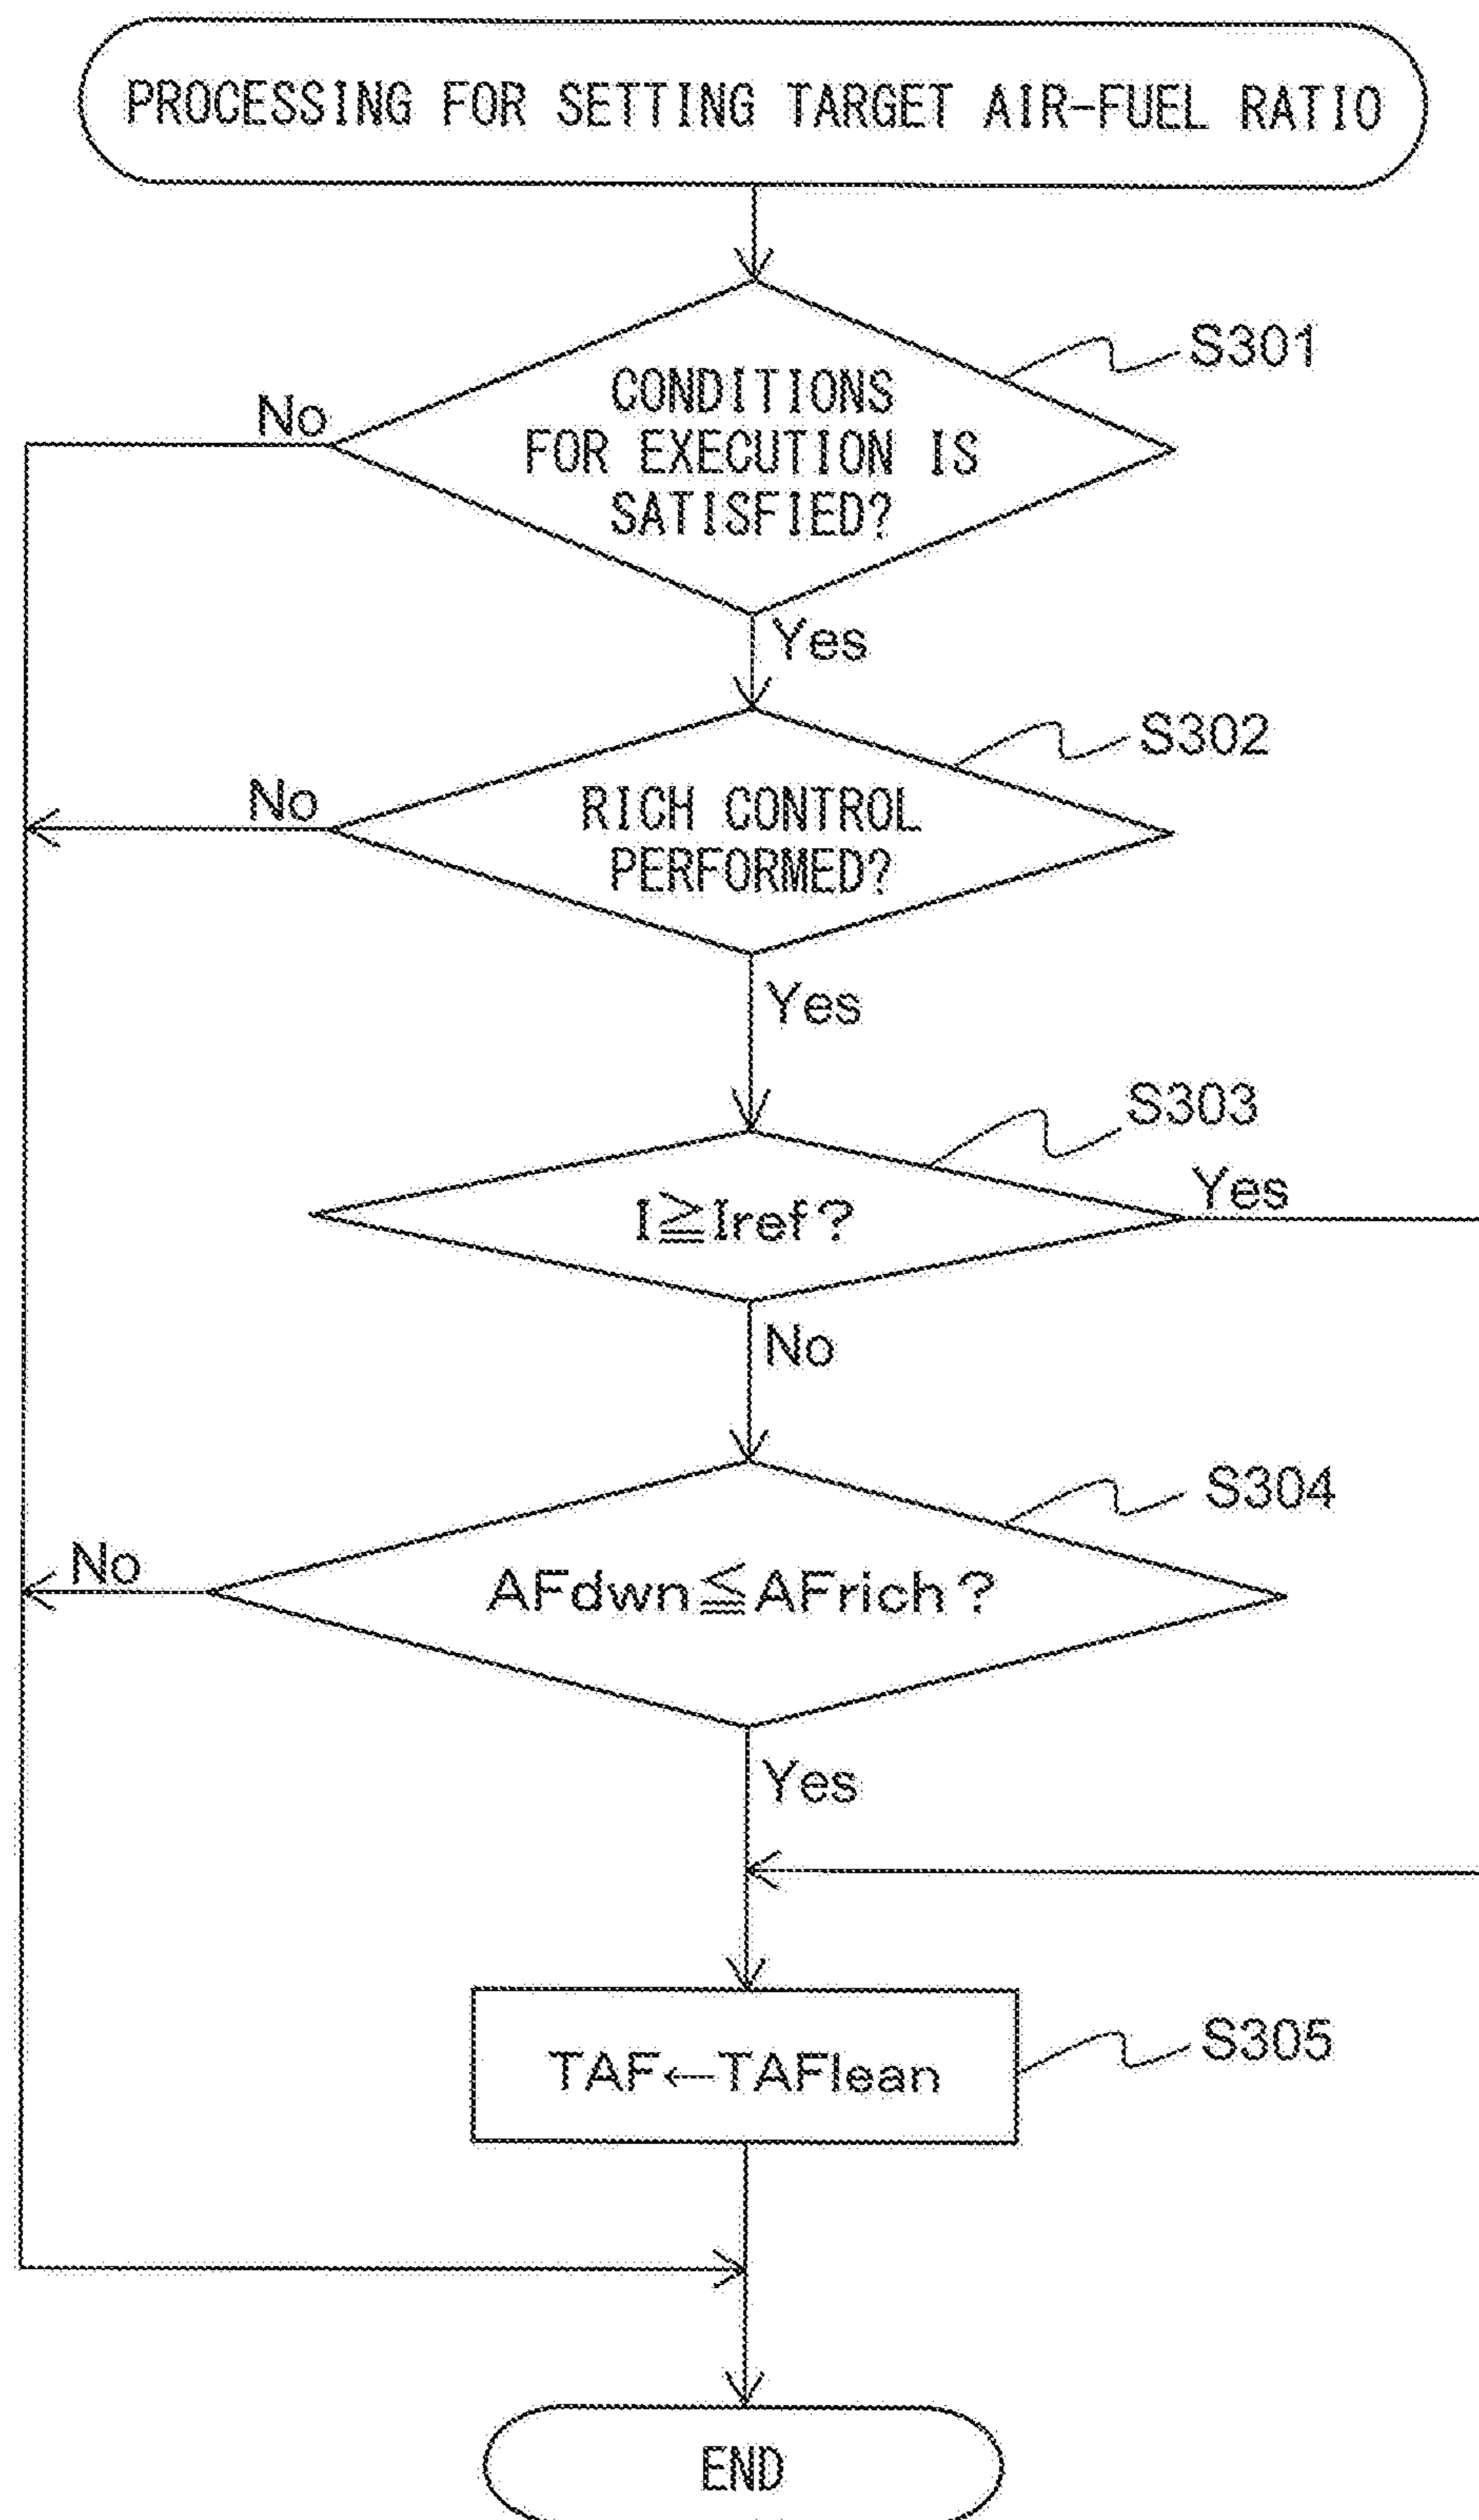 PROCESSING FOR SETTING TARGET AIR-FUEL RATIO
S301
CONDITIONS
FOR EXECUTION IS
SATISFIED?
No
Yes
S302
RICH CONTROL
PERFORMED?
No
Yes
S303
I≧Iref?
Yes
No
S304
AFdwn≦AFrich?
No
Yes
TAF←TAFlean
S305
END